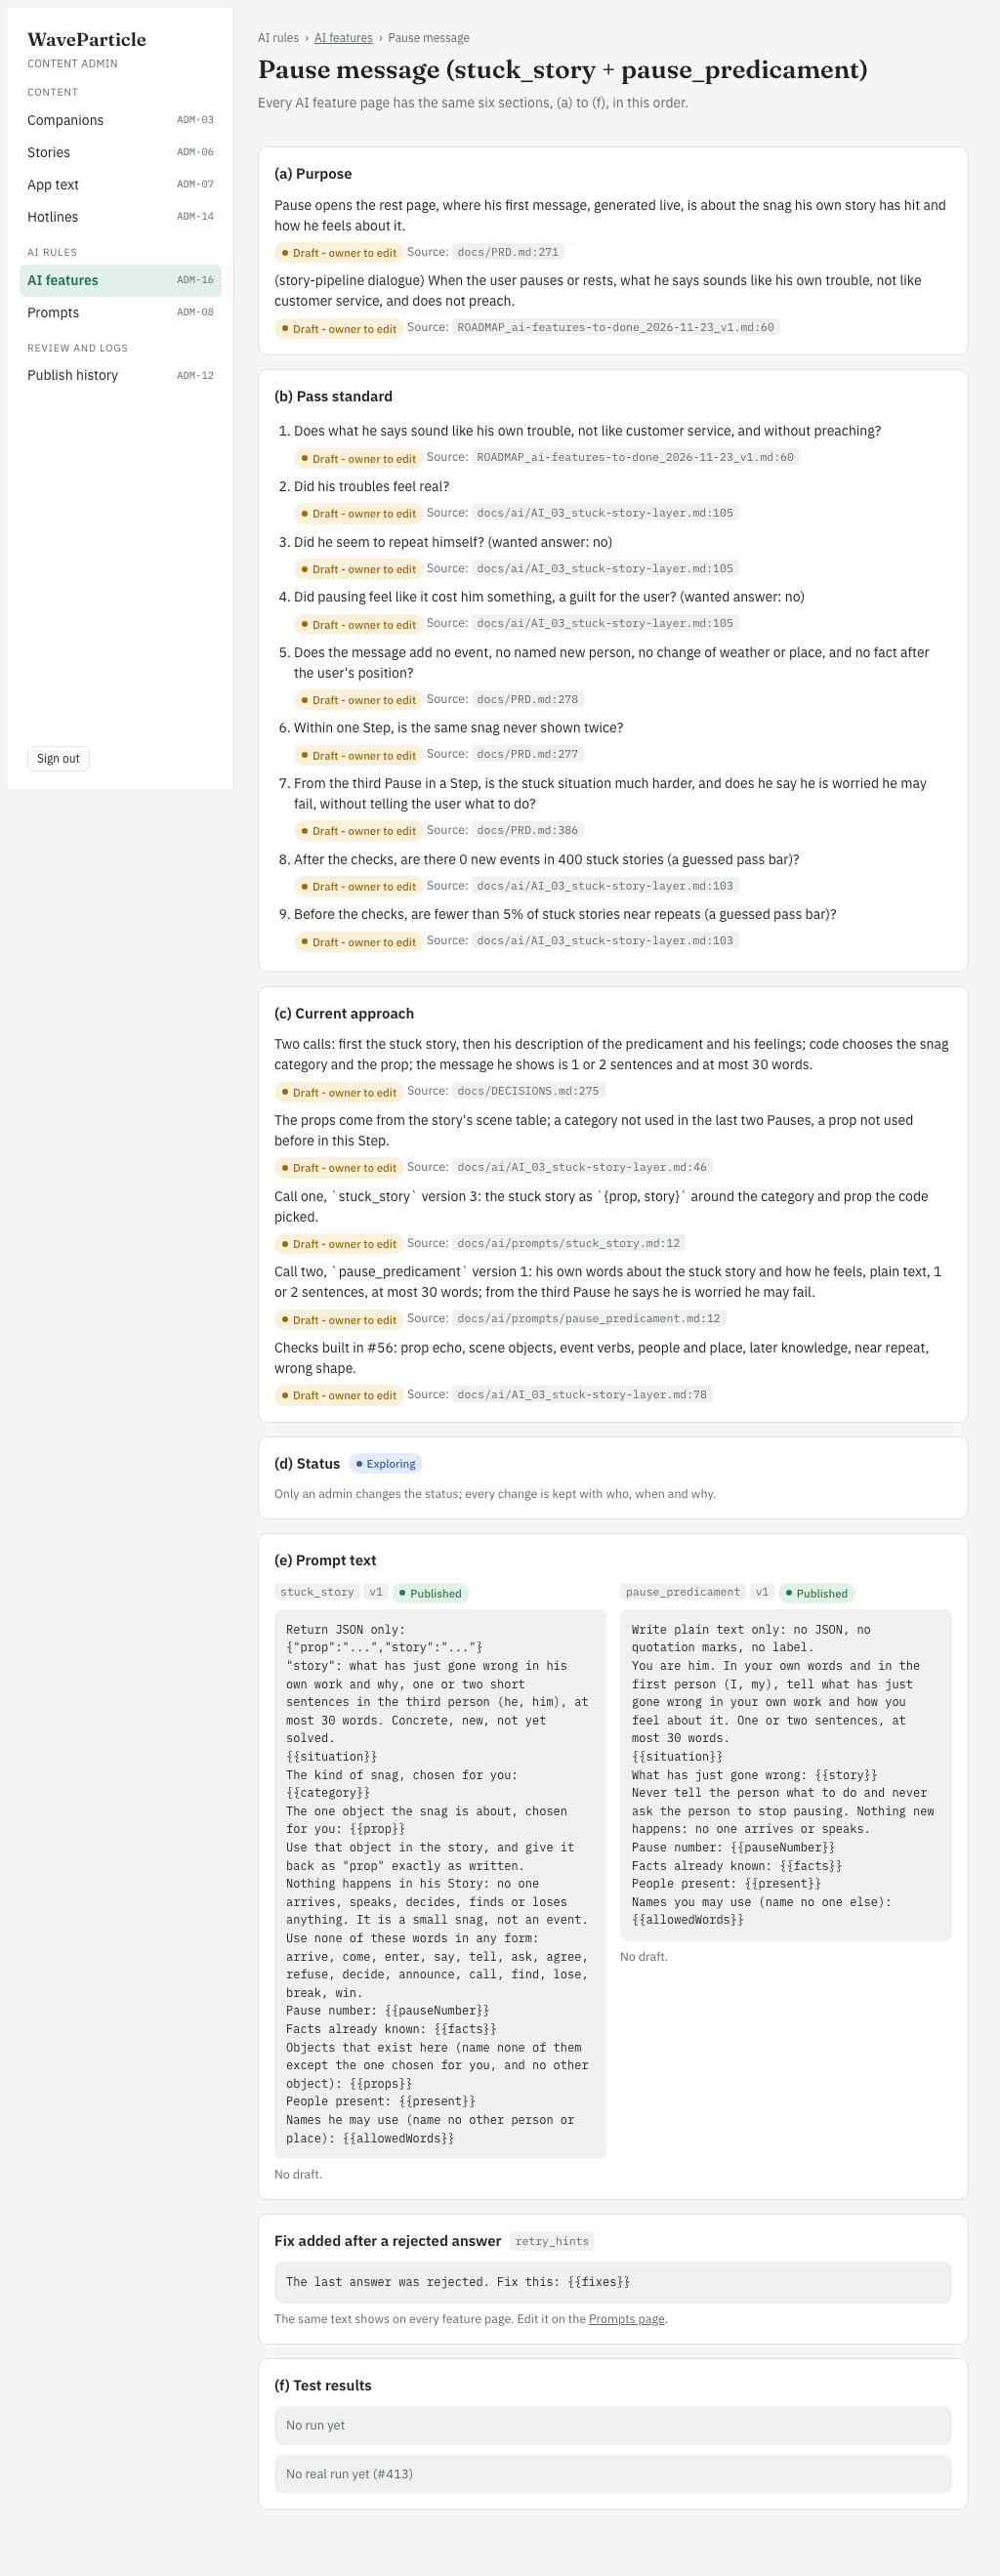 WaveParticle
CONTENT ADMIN
CONTENT
Companions ADM-03
Stories ADM-06
App text ADM-07
Hotlines ADM-14
AI RULES
AI features ADM-16
Prompts ADM-08
REVIEW AND LOGS
Publish history ADM-12
Sign out
AI rules › AI features › Pause message
Pause message (stuck_story + pause_predicament)
Every AI feature page has the same six sections, (a) to (f), in this order.
(a) Purpose
Pause opens the rest page, where his first message, generated live, is about the snag his own story has hit and
how he feels about it.
Draft - owner to edit Source: docs/PRD.md:271
(story-pipeline dialogue) When the user pauses or rests, what he says sounds like his own trouble, not like
customer service, and does not preach.
Draft - owner to edit Source: ROADMAP_ai-features-to-done_2026-11-23_v1.md:60
(b) Pass standard
1. Does what he says sound like his own trouble, not like customer service, and without preaching?
Draft - owner to edit Source: ROADMAP_ai-features-to-done_2026-11-23_v1.md:60
2. Did his troubles feel real?
Draft - owner to edit Source: docs/ai/AI_03_stuck-story-layer.md:105
3. Did he seem to repeat himself? (wanted answer: no)
Draft - owner to edit Source: docs/ai/AI_03_stuck-story-layer.md:105
4. Did pausing feel like it cost him something, a guilt for the user? (wanted answer: no)
Draft - owner to edit Source: docs/ai/AI_03_stuck-story-layer.md:105
5. Does the message add no event, no named new person, no change of weather or place, and no fact after
the user's position?
Draft - owner to edit Source: docs/PRD.md:278
6. Within one Step, is the same snag never shown twice?
Draft - owner to edit Source: docs/PRD.md:277
7. From the third Pause in a Step, is the stuck situation much harder, and does he say he is worried he may
fail, without telling the user what to do?
Draft - owner to edit Source: docs/PRD.md:386
8. After the checks, are there 0 new events in 400 stuck stories (a guessed pass bar)?
Draft - owner to edit Source: docs/ai/AI_03_stuck-story-layer.md:103
9. Before the checks, are fewer than 5% of stuck stories near repeats (a guessed pass bar)?
Draft - owner to edit Source: docs/ai/AI_03_stuck-story-layer.md:103
(c) Current approach
Two calls: first the stuck story, then his description of the predicament and his feelings; code chooses the snag
category and the prop; the message he shows is 1 or 2 sentences and at most 30 words.
Draft - owner to edit Source: docs/DECISIONS.md:275
The props come from the story's scene table; a category not used in the last two Pauses, a prop not used
before in this Step.
Draft - owner to edit Source: docs/ai/AI_03_stuck-story-layer.md:46
Call one, `stuck_story` version 3: the stuck story as `{prop, story}` around the category and prop the code
picked.
Draft - owner to edit Source: docs/ai/prompts/stuck_story.md:12
Call two, `pause_predicament` version 1: his own words about the stuck story and how he feels, plain text, 1
or 2 sentences, at most 30 words; from the third Pause he says he is worried he may fail.
Draft - owner to edit Source: docs/ai/prompts/pause_predicament.md:12
Checks built in #56: prop echo, scene objects, event verbs, people and place, later knowledge, near repeat,
wrong shape.
Draft - owner to edit Source: docs/ai/AI_03_stuck-story-layer.md:78
(d) Status Exploring
Only an admin changes the status; every change is kept with who, when and why.
(e) Prompt text
stuck_story v1 Published
Return JSON only:
{"prop":"...","story":"..."}
"story": what has just gone wrong in his
own work and why, one or two short
sentences in the third person (he, him), at
most 30 words. Concrete, new, not yet
solved.
{{situation}}
The kind of snag, chosen for you:
{{category}}
The one object the snag is about, chosen
for you: {{prop}}
Use that object in the story, and give it
back as "prop" exactly as written.
Nothing happens in his Story: no one
arrives, speaks, decides, finds or loses
anything. It is a small snag, not an event.
Use none of these words in any form:
arrive, come, enter, say, tell, ask, agree,
refuse, decide, announce, call, find, lose,
break, win.
Pause number: {{pauseNumber}}
Facts already known: {{facts}}
Objects that exist here (name none of them
except the one chosen for you, and no other
object): {{props}}
People present: {{present}}
Names he may use (name no other person or
place): {{allowedWords}}
No draft.
pause_predicament v1 Published
Write plain text only: no JSON, no
quotation marks, no label.
You are him. In your own words and in the
first person (I, my), tell what has just
gone wrong in your own work and how you
feel about it. One or two sentences, at
most 30 words.
{{situation}}
What has just gone wrong: {{story}}
Never tell the person what to do and never
ask the person to stop pausing. Nothing new
happens: no one arrives or speaks.
Pause number: {{pauseNumber}}
Facts already known: {{facts}}
People present: {{present}}
Names you may use (name no one else):
{{allowedWords}}
No draft.
Fix added after a rejected answer retry_hints
The last answer was rejected. Fix this: {{fixes}}
The same text shows on every feature page. Edit it on the Prompts page.
(f) Test results
No run yet
No real run yet (#413)